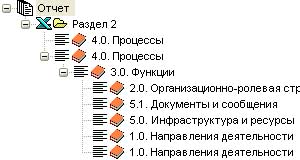 Отчет
Раздел 2
4.0. Процессы
4.0. Процессы
3.0. Функции
2.0. Организационно-ролевая стр
5.1. Документы и сообщения
5.0. Инфраструктура и ресурсы
1.0. Направления деятельности
1.0. Направления деятельности